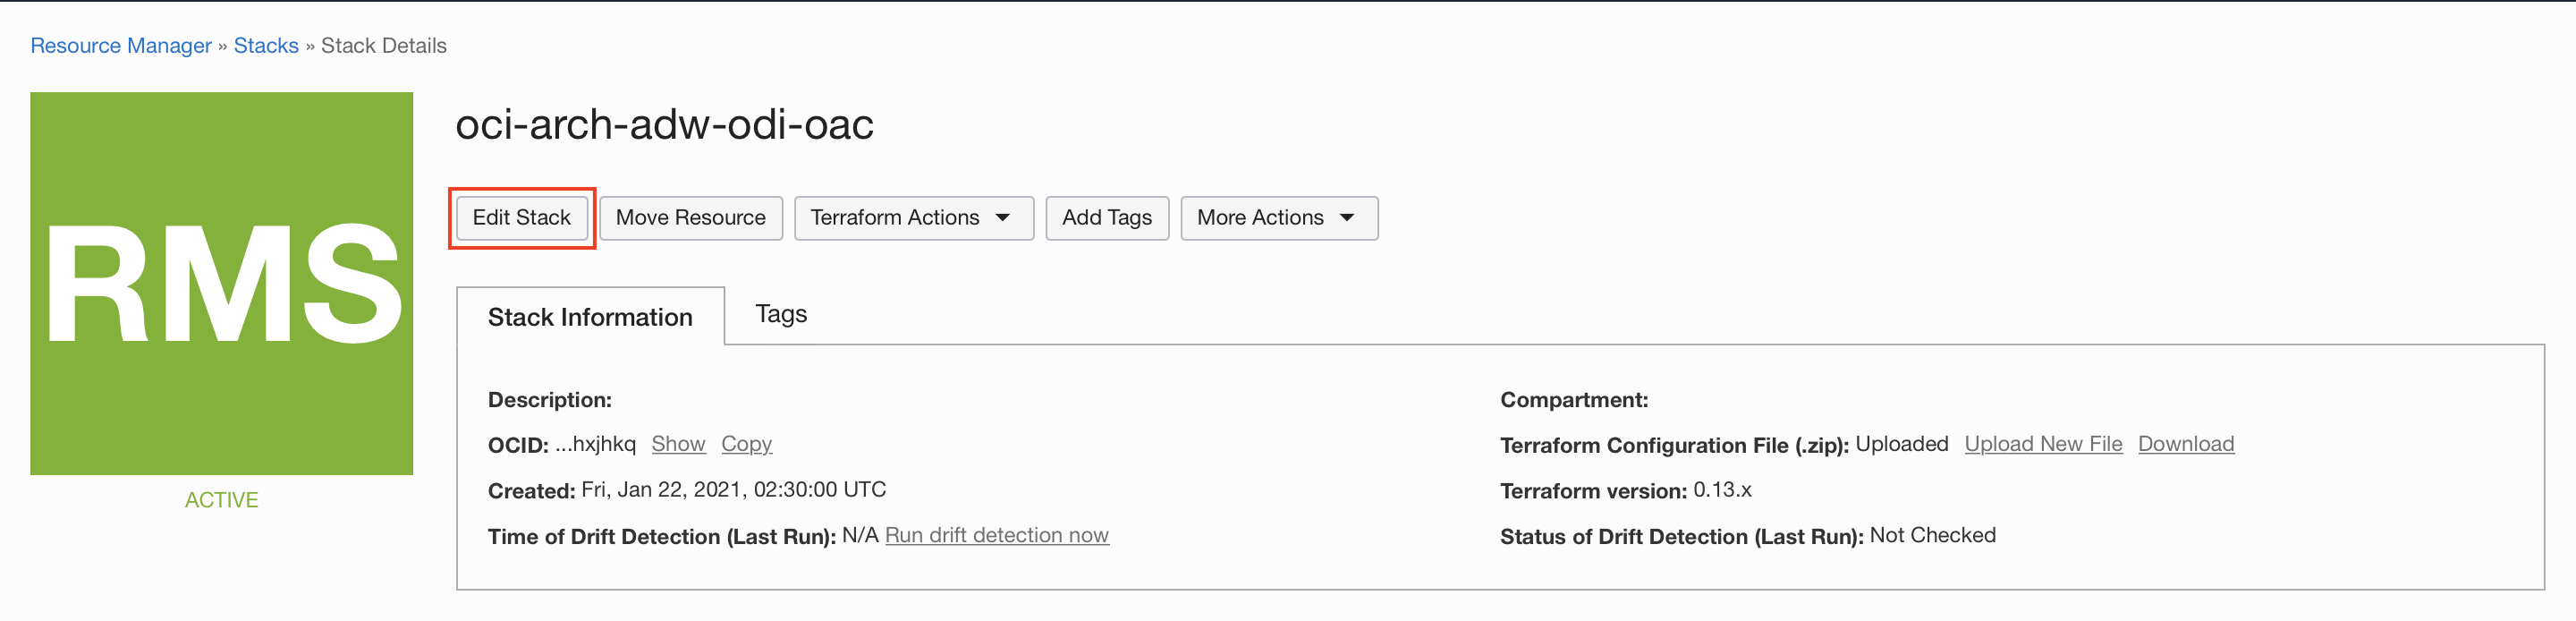 Resource Manager » Stacks » Stack Details
RMS
ACTIVE
oci-arch-adw-odi-oac
Edit Stack Move Resource Terraform Actions Add Tags More Actions
Stack Information Tags
Description:
OCID: ...hxjhkq Show Copy
Created: Fri, Jan 22, 2021, 02:30:00 UTC
Time of Drift Detection (Last Run): N/A Run drift detection now
Compartment:
Terraform Configuration File (.zip): Uploaded Upload New File Download
Terraform version: 0.13.x
Status of Drift Detection (Last Run): Not Checked